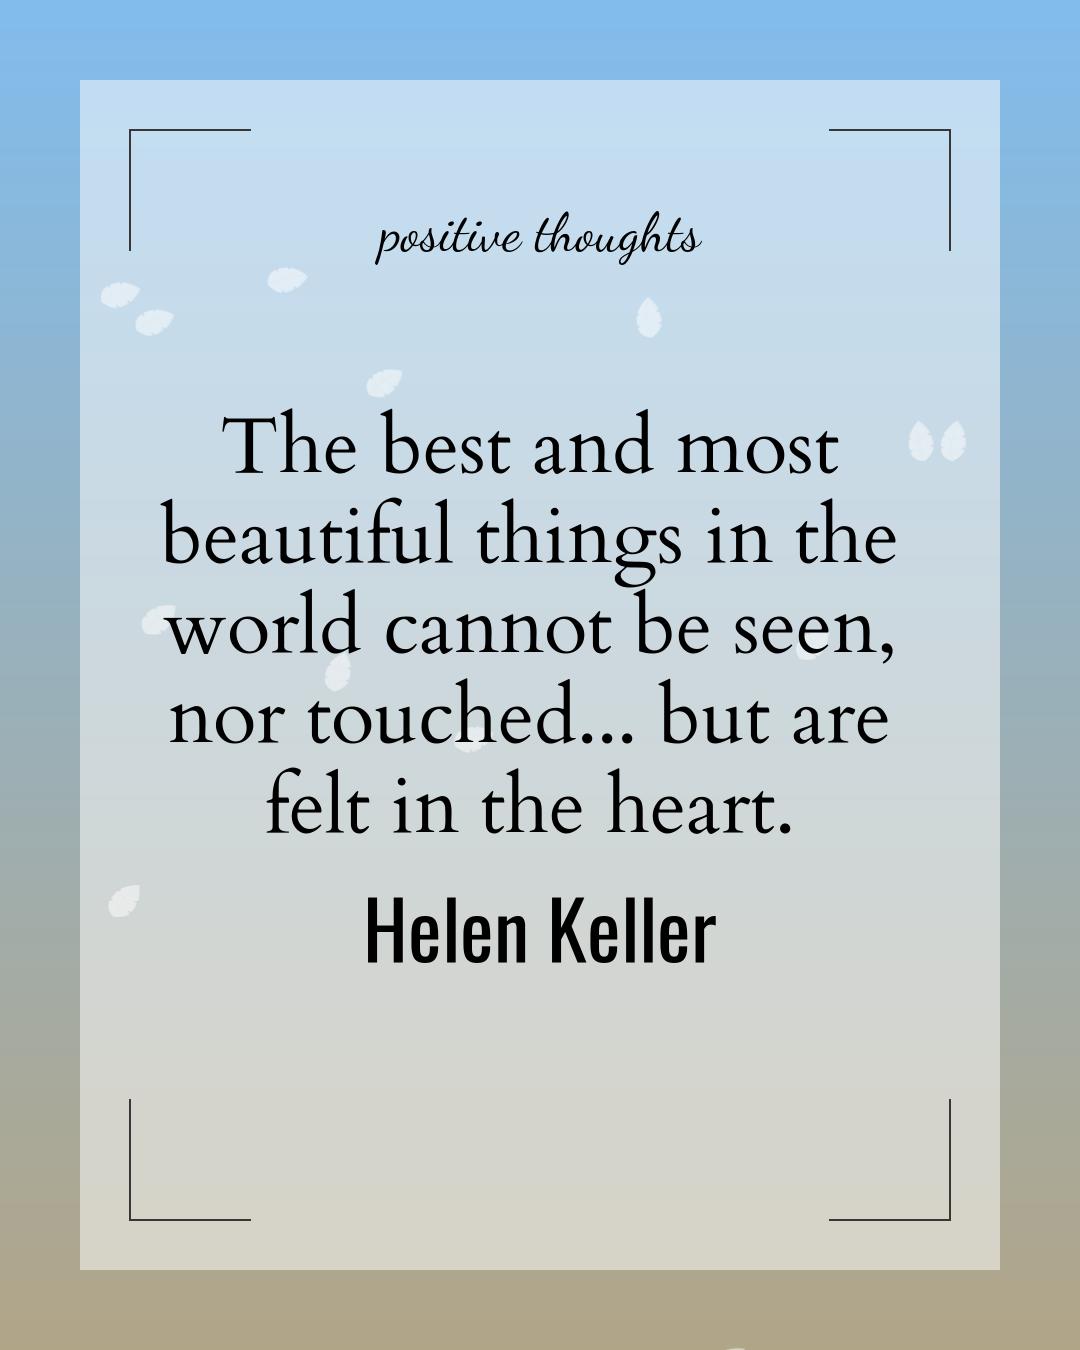 positive thoughts
The best and most
beautiful things in the
world cannot be seen,
nor touched... but are
felt in the heart.
Helen Keller